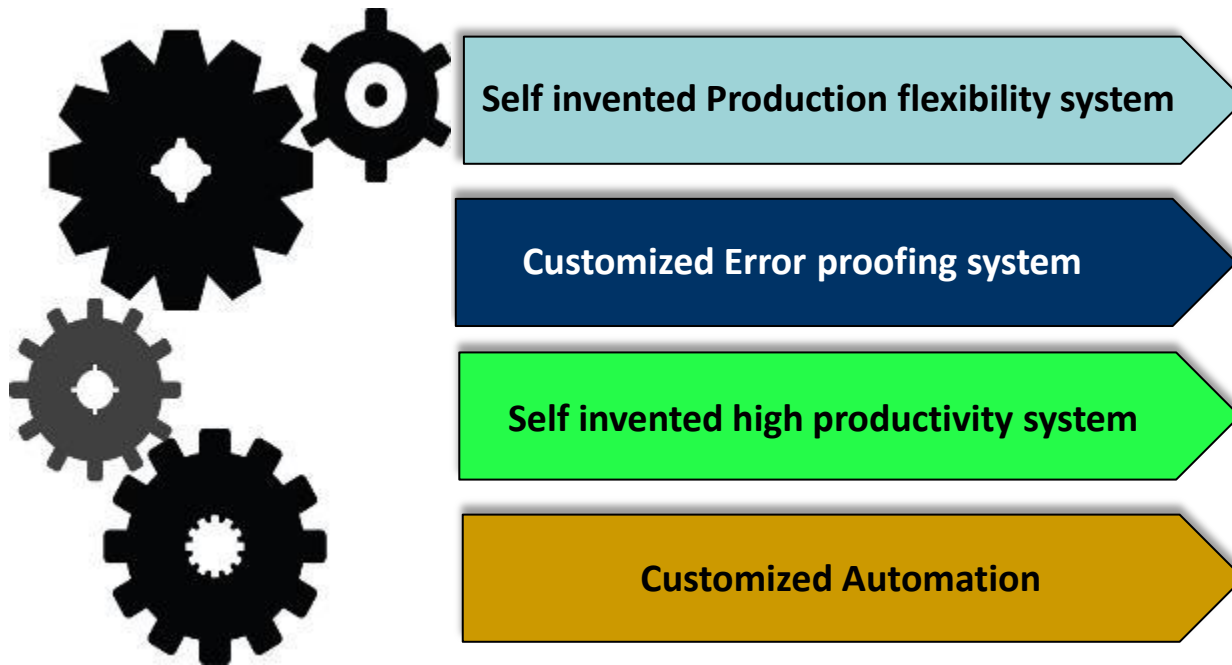 Self invented Production flexibility system
Customized Error proofing system
Self invented high productivity system
Customized Automation